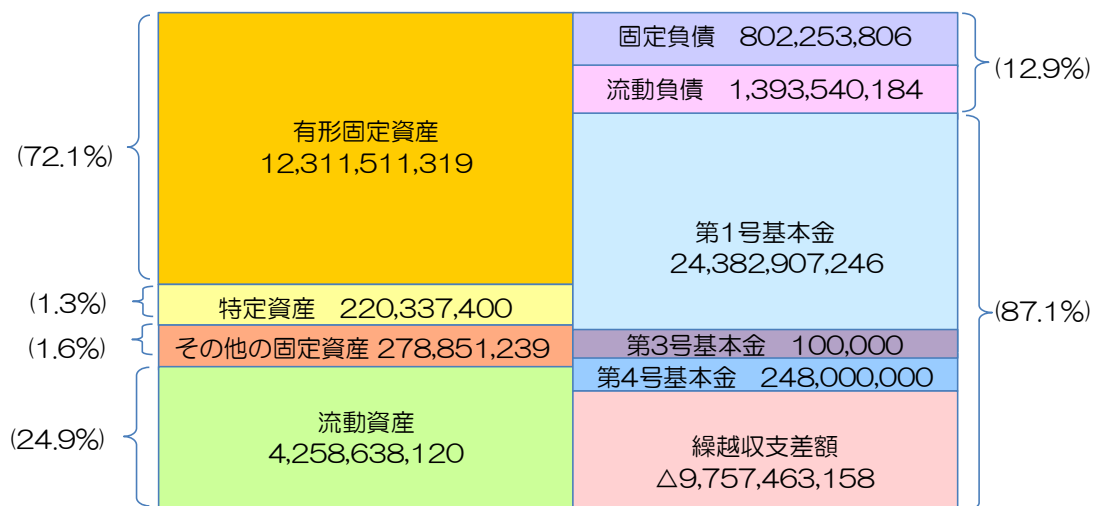 (72.1%)
有形固定資産
12,311,511,319
(1.3%)
特定資産 220,337,400
(1.6%)
その他の固定資産 278,851,239
(24.9%)
流動資産
4,258,638,120
固定負債 802,253,806
流動負債 1,393,540,184
(12.9%)
第1号基本金
24,382,907,246
第3号基本金 100,000
第4号基本金 248,000,000
繰越収支差額
△9,757,463,158
(87.1%)